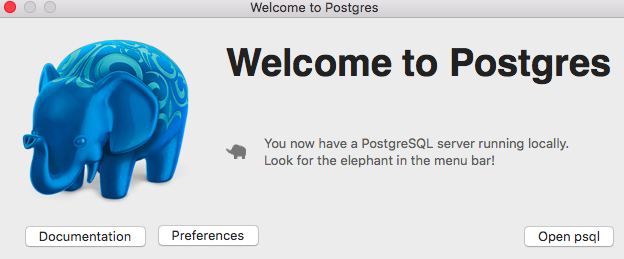 Welcome to Postgres
Welcome to Postgres
You now have a PostgreSQL server running locally.
Look for the elephant in the menu bar!
Documentation
Preferences
Open psql